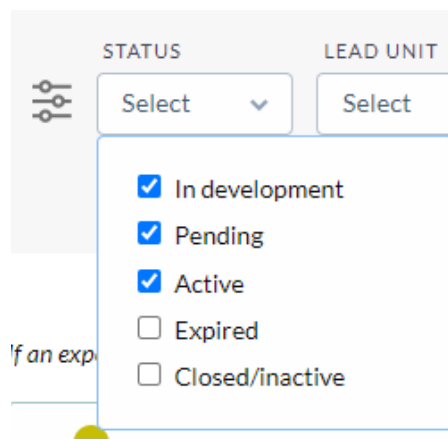 STATUS LEAD UNIT
Select Select
In development
Pending
Active
Expired
If an exp
Closed/inactive